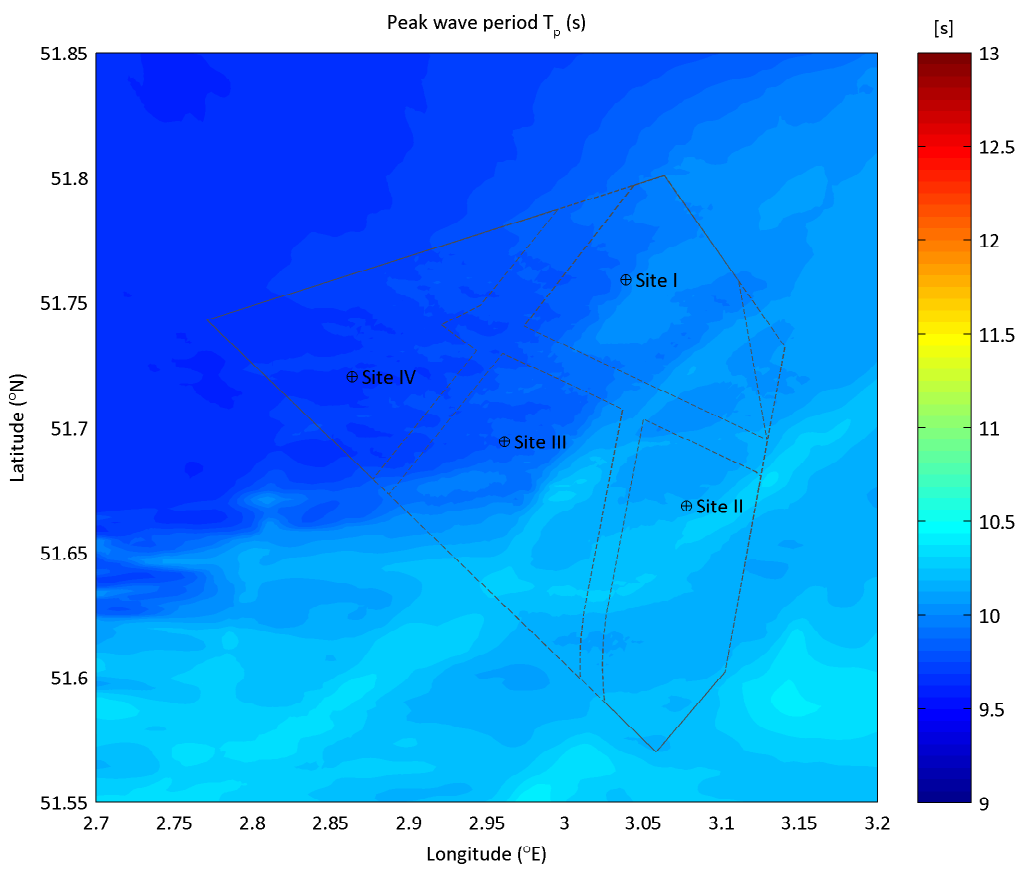 Peak wave period Tp (s)
[s]
51.85
51.8
51.75
51.7
51.65
51.6
51.55
Latitude (°N)
Site I
Site IV
Site III
Site II
13
12.5
12
11.5
11
10.5
10
9.5
9
2.7 2.75 2.8 2.85 2.9 2.95 3 3.05 3.1 3.15 3.2
Longitude (°E)